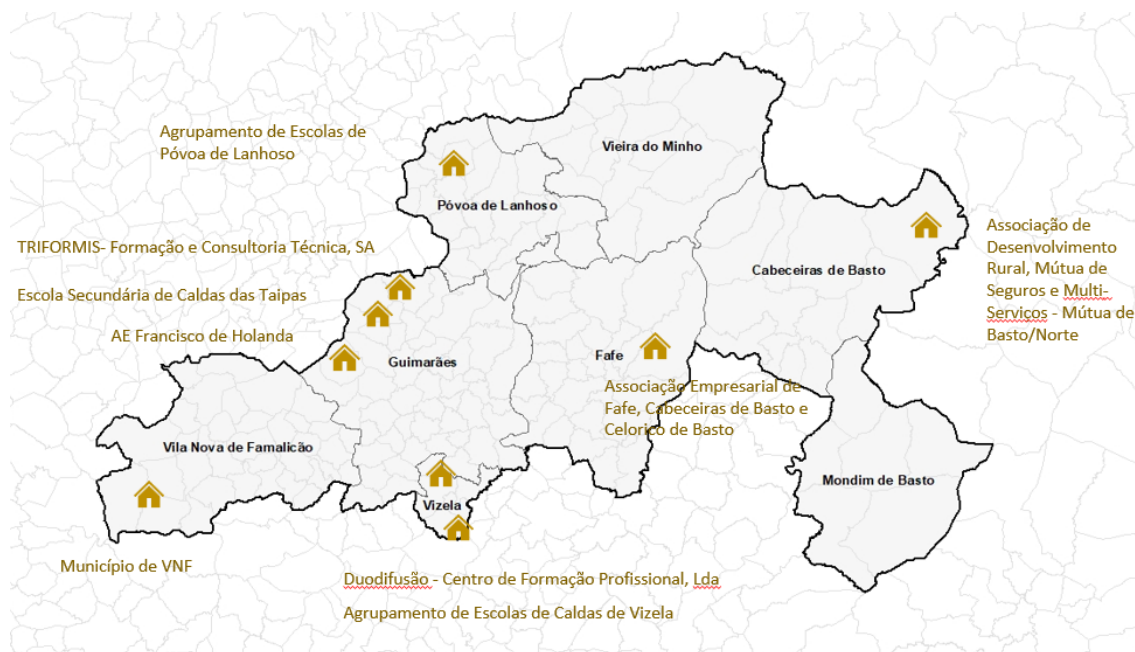 Agrupamento de Escolas de
Póvoa de Lanhoso
Vieira do Minho
Póvoa de Lanhoso
TRIFORMIS- Formação e Consultoria Técnica, SA
Associação de
Desenvolvimento
Rural, Mútua de
Seguros e Multi-
Serviços - Mútua de
Basto/Norte
Cabeceiras de Basto
Escola Secundária de Caldas das Taipas
AE Francisco de Holanda
Guimarães
Fafe
Associação Empresarial de
Fafe, Cabeceiras de Basto e
Celorico de Basto
Vila Nova de Famalicão
Mondim de Basto
Vizela
Município de VNF
Duodifusão - Centro de Formação Profissional, Lda
Agrupamento de Escolas de Caldas de Vizela